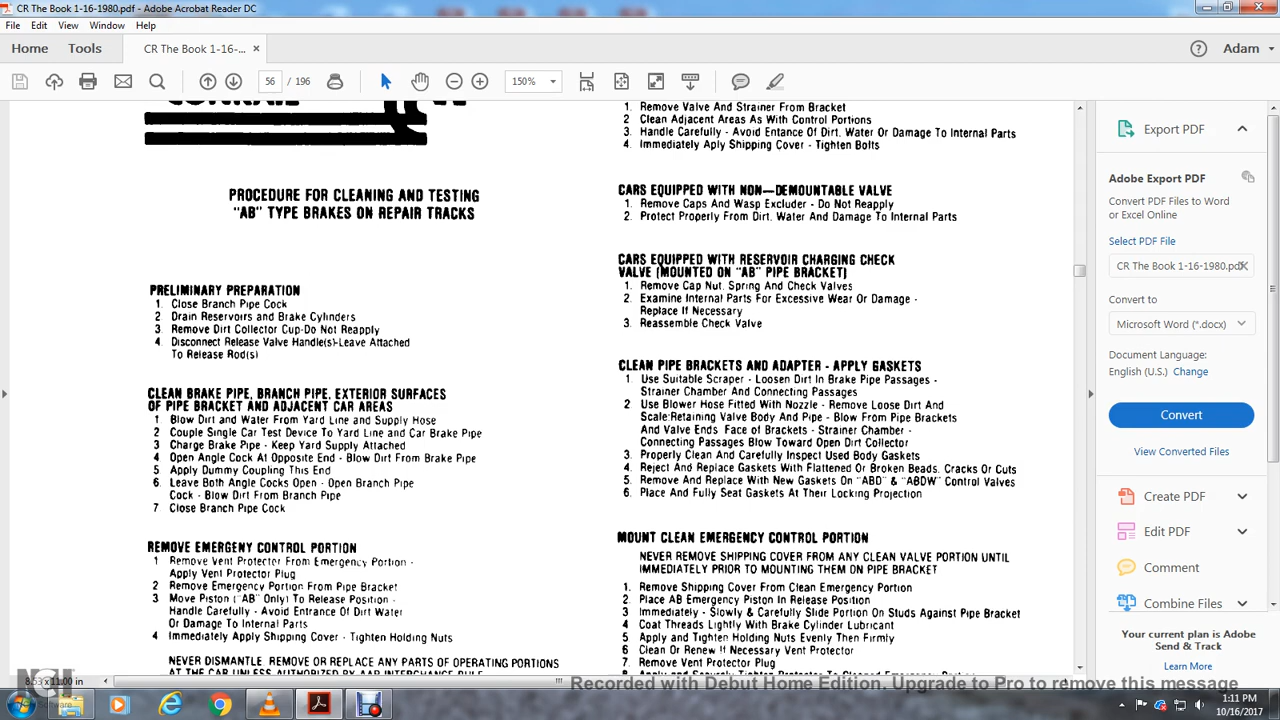 CR The Book 1-16-1980.pdf - Adobe Acrobat Reader DC
File Edit View Window Help
Home Tools CR The Book 1-16-... × Adam
56 / 196 150%
CONRAIL
PROCEDURE FOR CLEANING AND TESTING
"AB" TYPE BRAKES ON REPAIR TRACKS
PRELIMINARY PREPARATION
1. Close Branch Pipe Cock
2. Drain Reservoirs and Brake Cylinders
3. Remove Dirt Collector Cup-Do Not Reapply
4. Disconnect Release Valve Handle(s)-Leave Attached
To Release Rod(s)
CLEAN BRAKE PIPE, BRANCH PIPE, EXTERIOR SURFACES
OF PIPE BRACKET AND ADJACENT CAR AREAS
1 Blow Dirt and Water From Yard Line and Supply Hose
2 Couple Single Car Test Device To Yard Line and Car Brake Pipe
3 Charge Brake Pipe - Keep Yard Supply Attached
4 Open Angle Cock At Opposite End - Blow Dirt From Brake Pipe
5 Apply Dummy Coupling This End
6. Leave Both Angle Cocks Open - Open Branch Pipe
Cock - Blow Dirt From Branch Pipe
7 Close Branch Pipe Cock
REMOVE EMERGENY CONTROL PORTION
1 Remove Vent Protector From Emergency Portion -
Apply Vent Protector Plug
2 Remove Emergency Portion From Pipe Bracket
3 Move Piston ("AB" Only) To Release Position -
Handle Carefully - Avoid Entrance Of Dirt Water
Or Damage To Internal Parts
4 Immediately Apply Shipping Cover - Tighten Holding Nuts
NEVER DISMANTLE REMOVE OR REPLACE ANY PARTS OF OPERATING PORTIONS
AT THE CAR UNLESS AUTHORIZED BY AAR INTERCHANGE RULE
1. Remove Valve And Strainer From Bracket
2. Clean Adjacent Areas As With Control Portions
3. Handle Carefully - Avoid Entance Of Dirt. Water Or Damage To Internal Parts
4. Immediately Aply Shipping Cover - Tighten Bolts
CARS EQUIPPED WITH NON—DEMOUNTABLE VALVE
1. Remove Caps And Wasp Excluder - Do Not Reapply
2. Protect Properly From Dirt, Water And Damage To Internal Parts
CARS EQUIPPED WITH RESERVOIR CHARGING CHECK
VALVE (MOUNTED ON "AB" PIPE BRACKET)
1. Remove Cap Nut, Spring And Check Valves
2. Examine Internal Parts For Excessive Wear Or Damage -
Replace If Necessary
3. Reassemble Check Valve
CLEAN PIPE BRACKETS AND ADAPTER - APPLY GASKETS
1. Use Suitable Scraper - Loosen Dirt In Brake Pipe Passages -
Strainer Chamber And Connecting Passages
2. Use Blower Hose Fitted With Nozzle - Remove Loose Dirt And
Scale:Retaining Valve Body And Pipe - Blow From Pipe Brackets
And Valve Ends Face of Brackets - Strainer Chamber -
Connecting Passages Blow Toward Open Dirt Collector
3. Properly Clean And Carefully Inspect Used Body Gaskets
4. Reject And Replace Gaskets With Flattened Or Broken Beads. Cracks Or Cuts
5. Remove And Replace With New Gaskets On "ABD" & "ABDW" Control Valves
6. Place And Fully Seat Gaskets At Their Locking Projection
MOUNT CLEAN EMERGENCY CONTROL PORTION
NEVER REMOVE SHIPPING COVER FROM ANY CLEAN VALVE PORTION UNTIL
IMMEDIATELY PRIOR TO MOUNTING THEM ON PIPE BRACKET
1. Remove Shipping Cover From Clean Emergency Portion
2 Place AB Emergency Piston In Release Position
3 Immediately - Slowly & Carefully Slide Portion On Studs Against Pipe Bracket
4 Coat Threads Lightly With Brake Cylinder Lubricant
5 Apply and Tighten Holding Nuts Evenly Then Firmly
6 Clean Or Renew If Necessary Vent Protector
7. Remove Vent Protector Plug
Export PDF
Adobe Export PDF
Convert PDF Files to Word
or Excel Online
Select PDF File
CR The Book 1-16-1980.pdf
Convert to
Microsoft Word (*.docx)
Document Language:
English (U.S.) Change
Convert
View Converted Files
Create PDF
Edit PDF
Comment
Combine Files
Your current plan is Adobe
Send & Track
Learn More
8.53 x 11.00 in
NCH
Software
Recorded with Debut Home Edition. Upgrade to Pro to remove this message
1:11 PM
10/16/2017